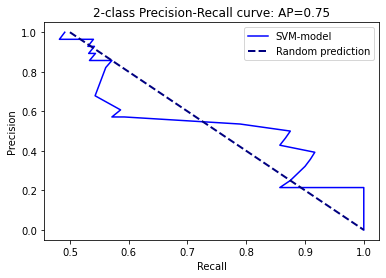 2-class Precision-Recall curve: AP=0.75
SVM-model
Random prediction
Precision
1.0
0.8
0.6
0.4
0.2
0.0
0.5 0.6 0.7 0.8 0.9 1.0
Recall